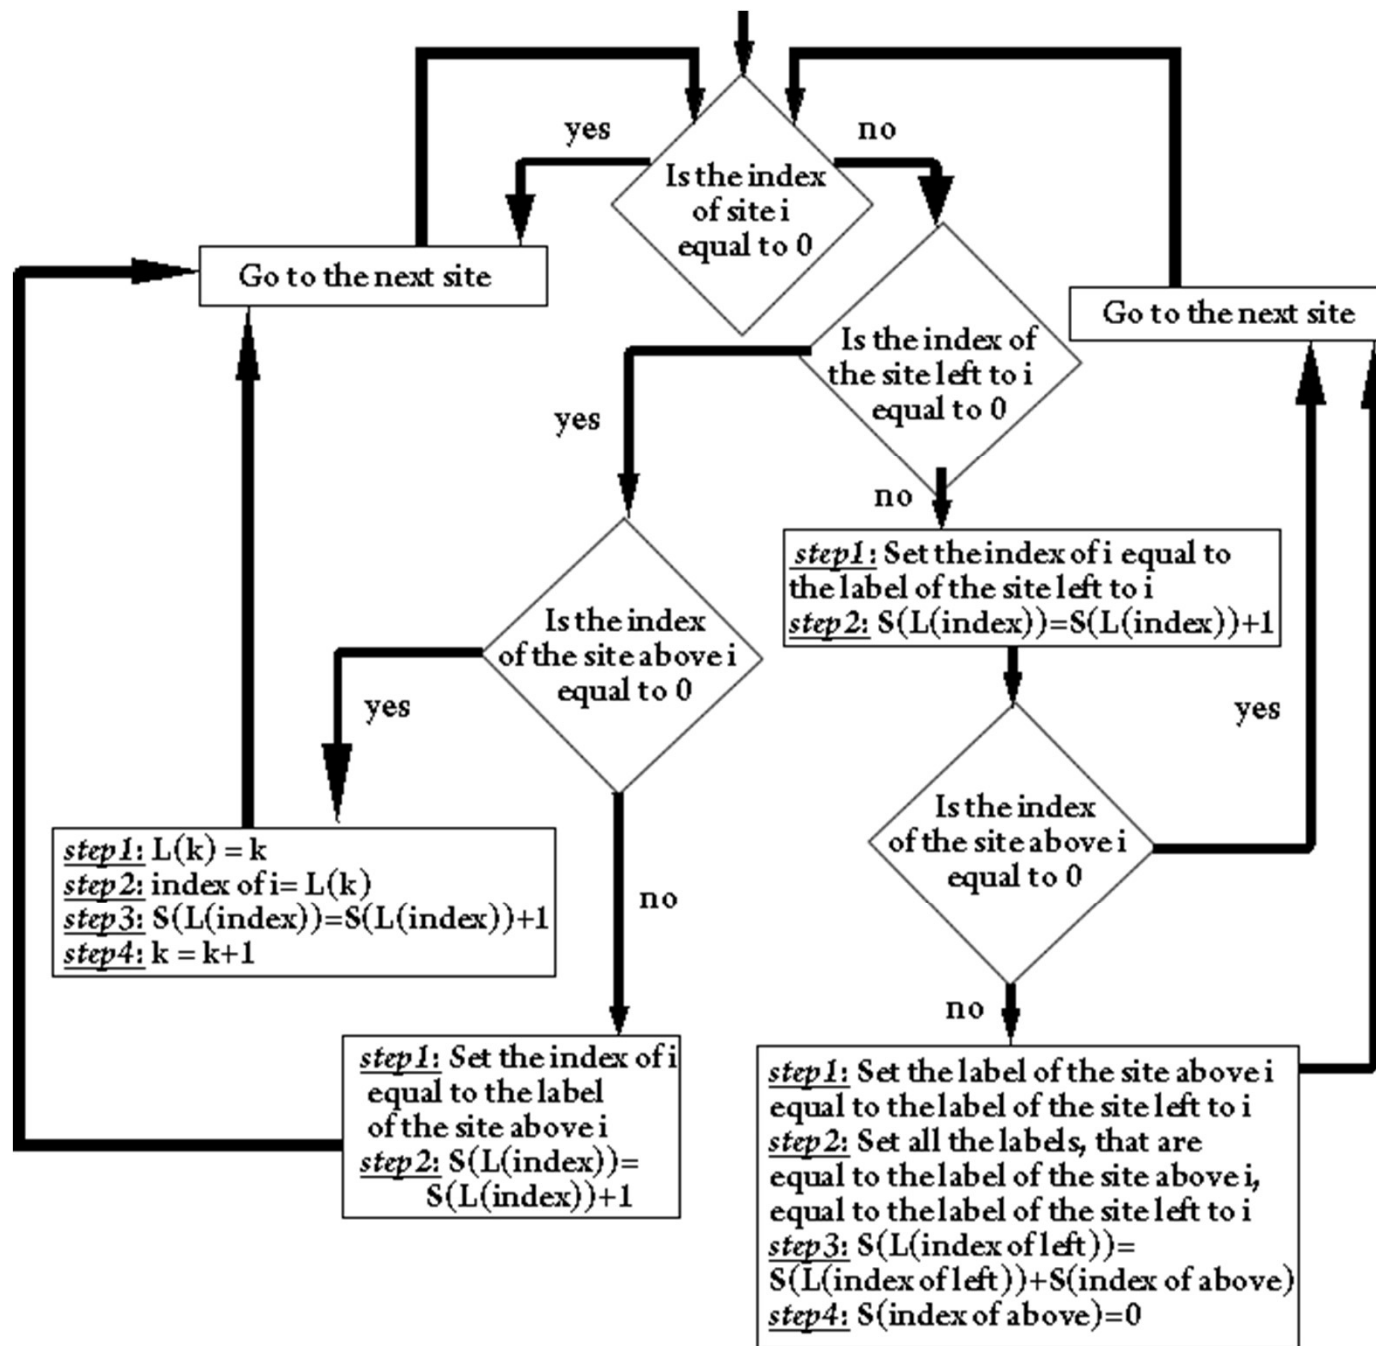 yes
no
Is the index
of site i
equal to 0
Go to the next site
Go to the next site
Is the index of
the site left to i
equal to 0
yes
no
step1: Set the index of i equal to
the label of the site left to i
step2: S(L(index))=S(L(index))+1
Is the index
of the site above i
equal to 0
yes
yes
Is the index
of the site above i
equal to 0
step1: L(k) = k
step2: index of i= L(k)
step3: S(L(index))=S(L(index))+1
step4: k = k+1
no
no
step1: Set the index of i
equal to the label
of the site above i
step2: S(L(index))=
S(L(index))+1
step1: Set the label of the site above i
equal to the label of the site left to i
step2: Set all the labels, that are
equal to the label of the site above i,
equal to the label of the site left to i
step3: S(L(index of left))=
S(L(index of left))+S(index of above)
step4: S(index of above)=0